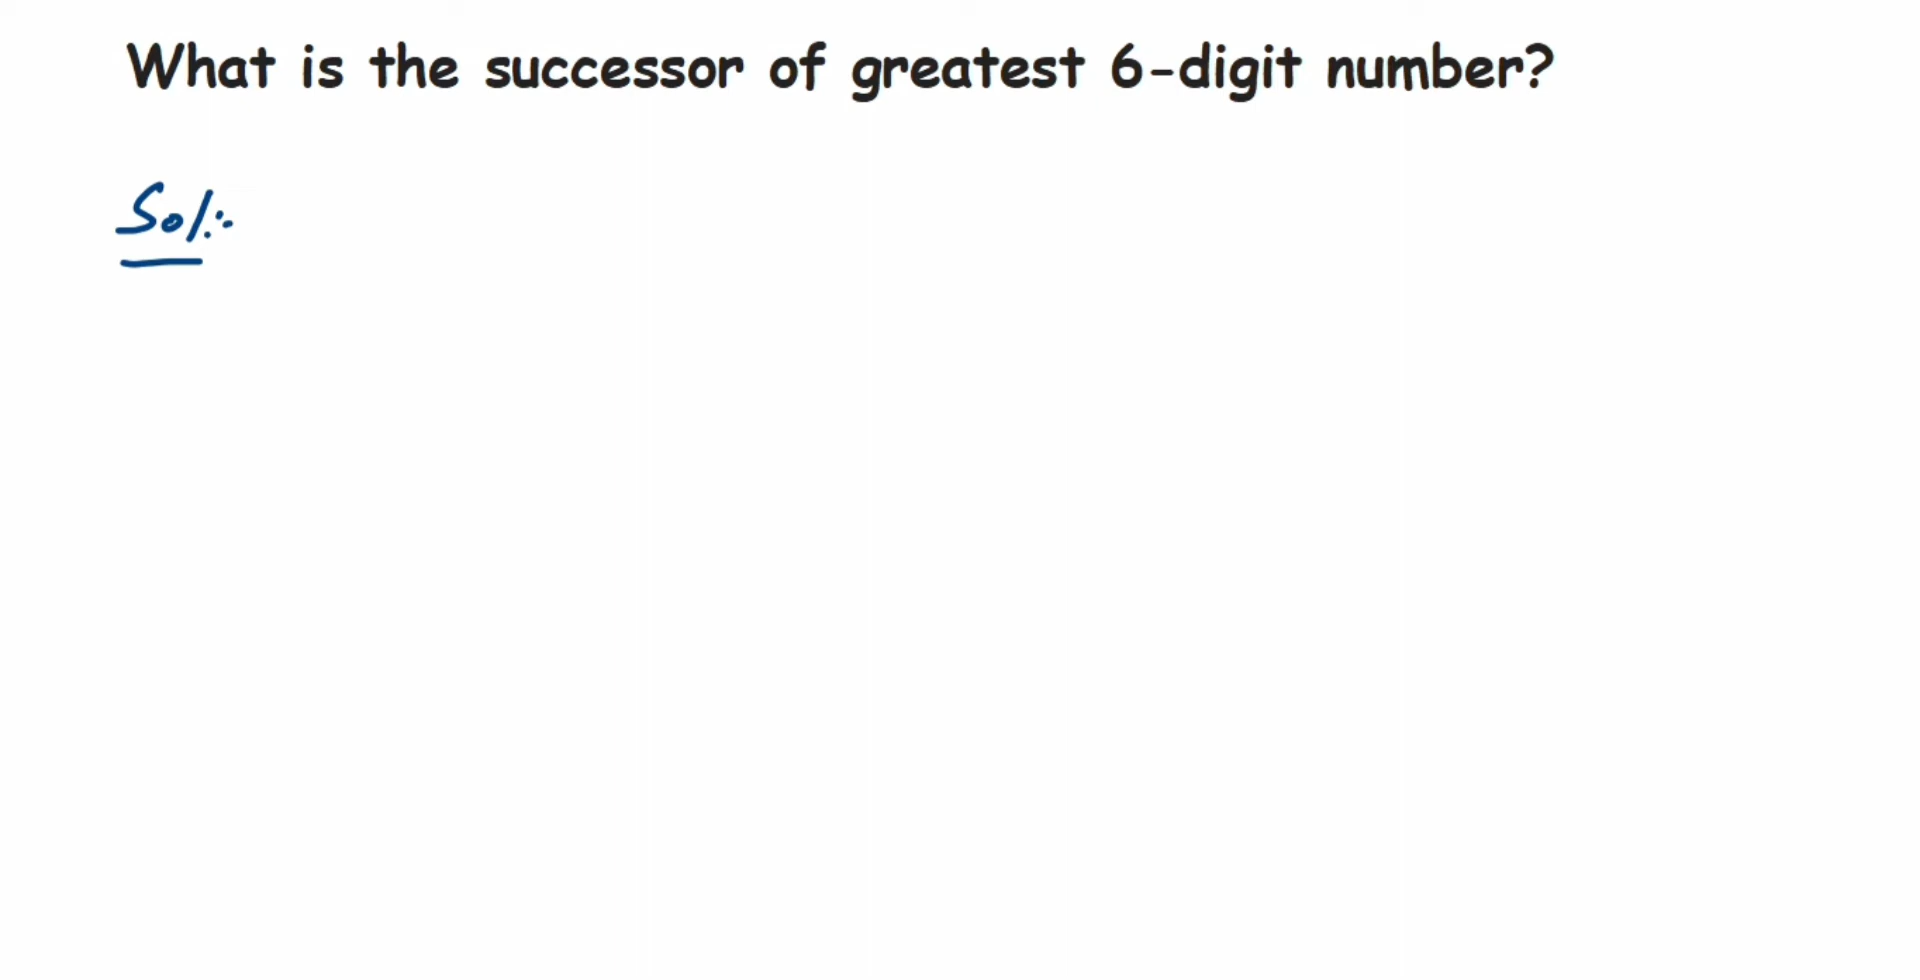 What is the successor of greatest 6-digit number?
Sol:-